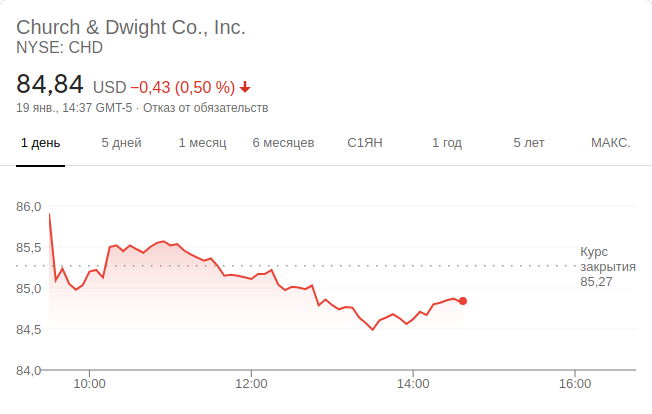 Church & Dwight Co., Inc.
NYSE: CHD
84,84 USD −0,43 (0,50 %)
19 янв., 14:37 GMT-5 · Отказ от обязательств
1 день 5 дней 1 месяц 6 месяцев С1ЯН 1 год 5 лет МАКС.
86,0
85,5
Курс
закрытия
85,27
85,0
84,5
84,0
10:00 12:00 14:00 16:00